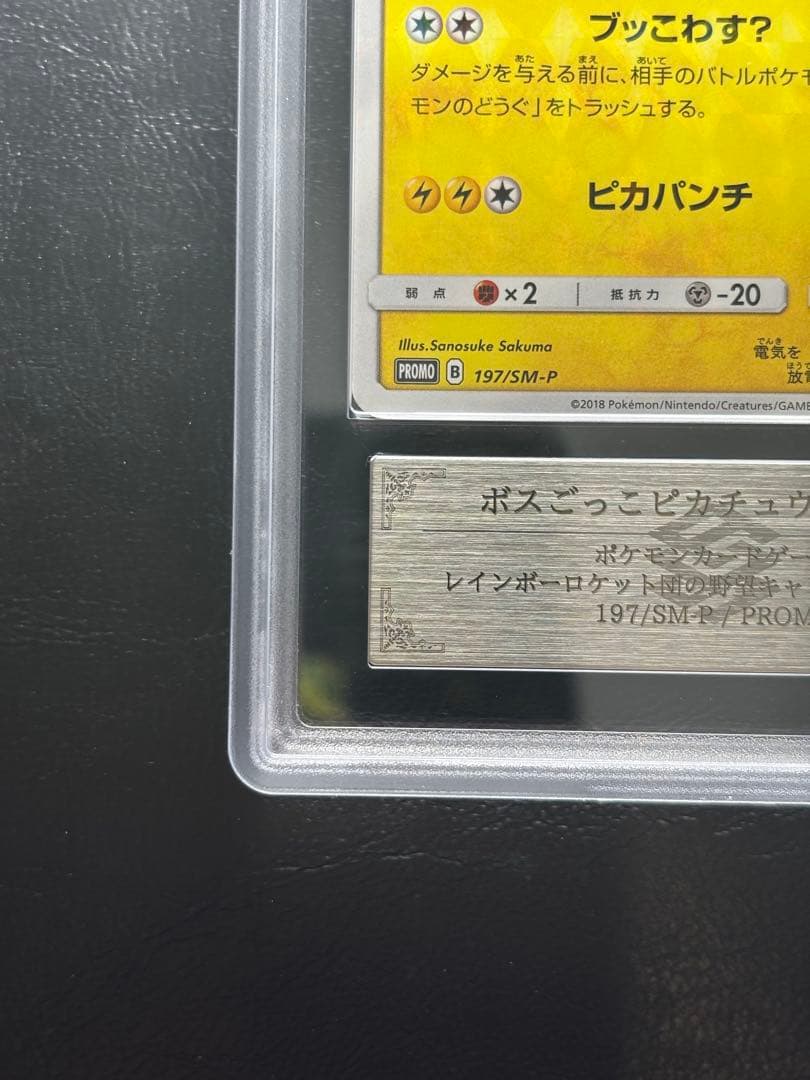 ブッこわす?
ダメージを与える前に、相手のバトルポケモ
モンのどうぐ」をトラッシュする。
ピカパンチ
弱点 ×2 抵抗力 -20
Illus.Sanosuke Sakuma
電気を
PROMO B 197/SM-P
放電
©2018 Pokémon/Nintendo/Creatures/GAME
ボスごっこピカチュウ
ポケモンカードゲー
レインボーロケット団の野望キャ
197/SM-P / PROM